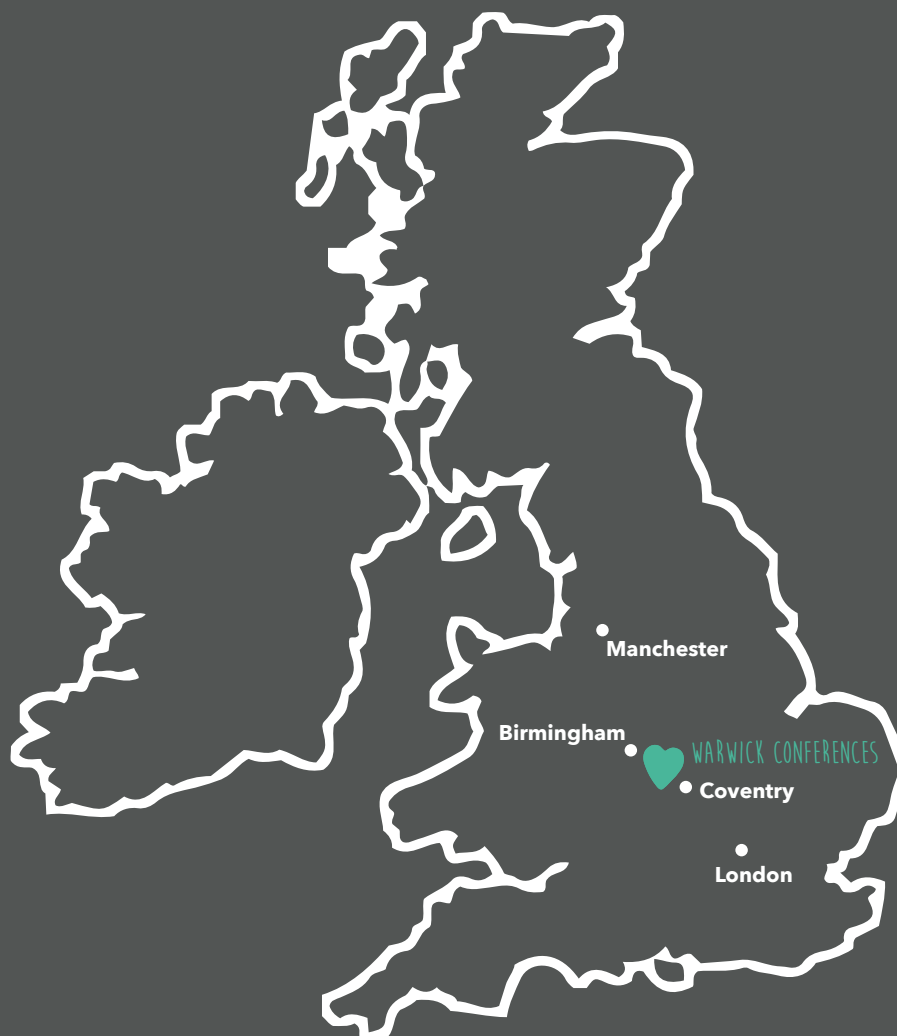 Manchester
Birmingham
WARWICK CONFERENCES
Coventry
London